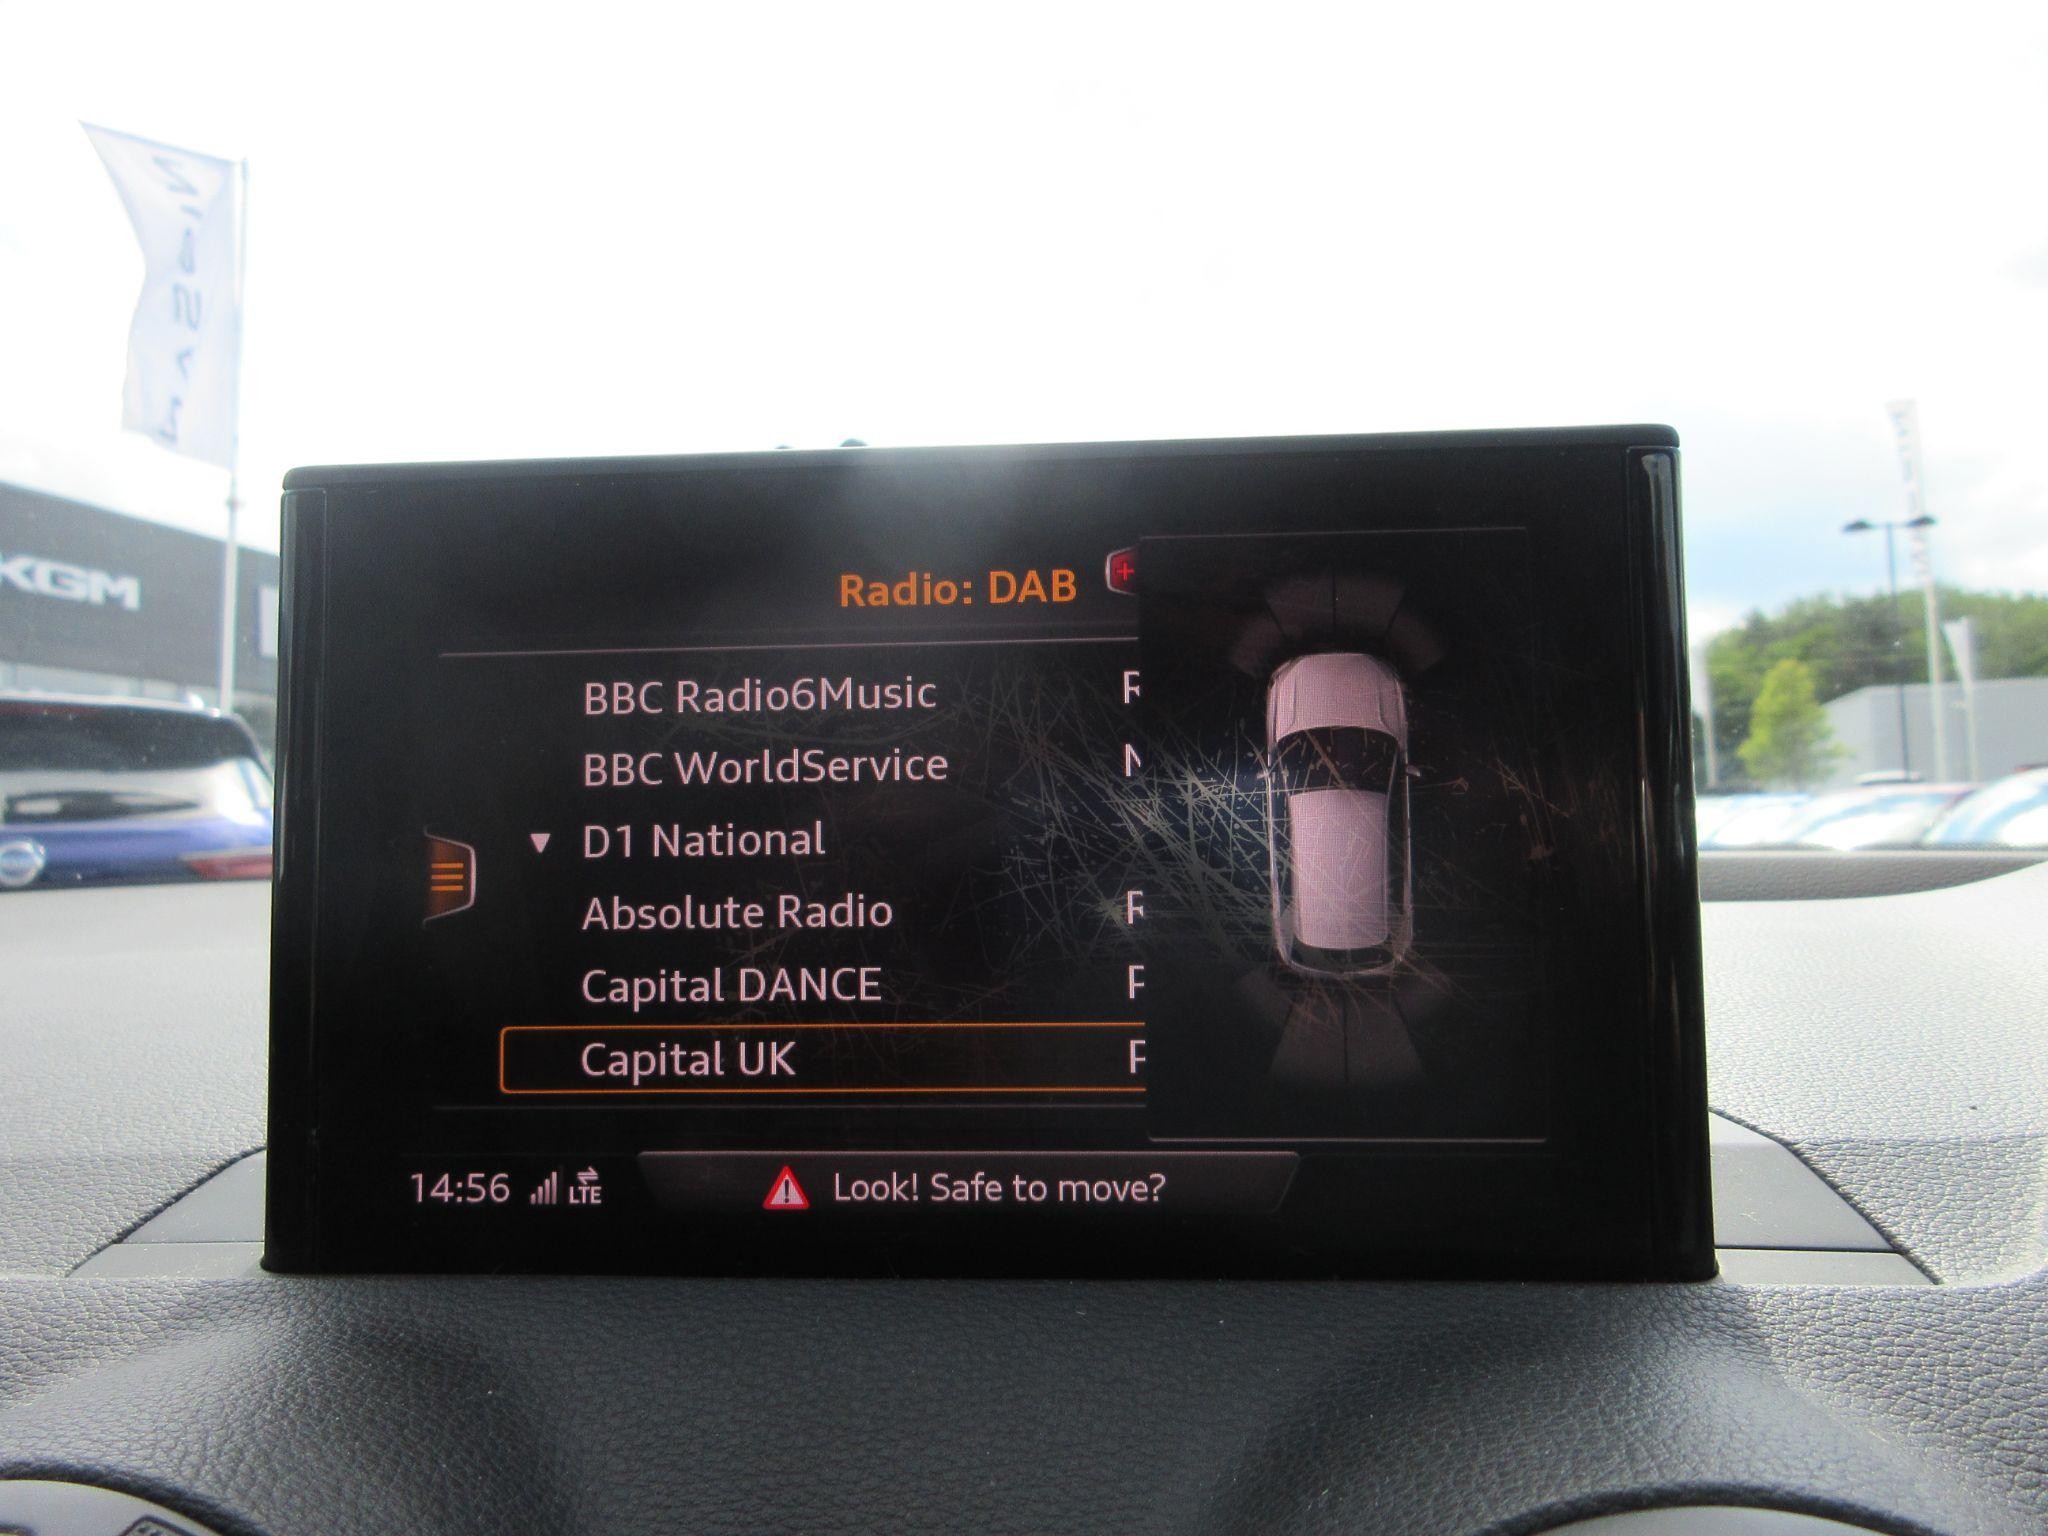 NISSAN
KGM
Radio: DAB
BBC Radio6Music R
BBC WorldService N
D1 National
Absolute Radio R
Capital DANCE P
Capital UK P
14:56 LTE Look! Safe to move?